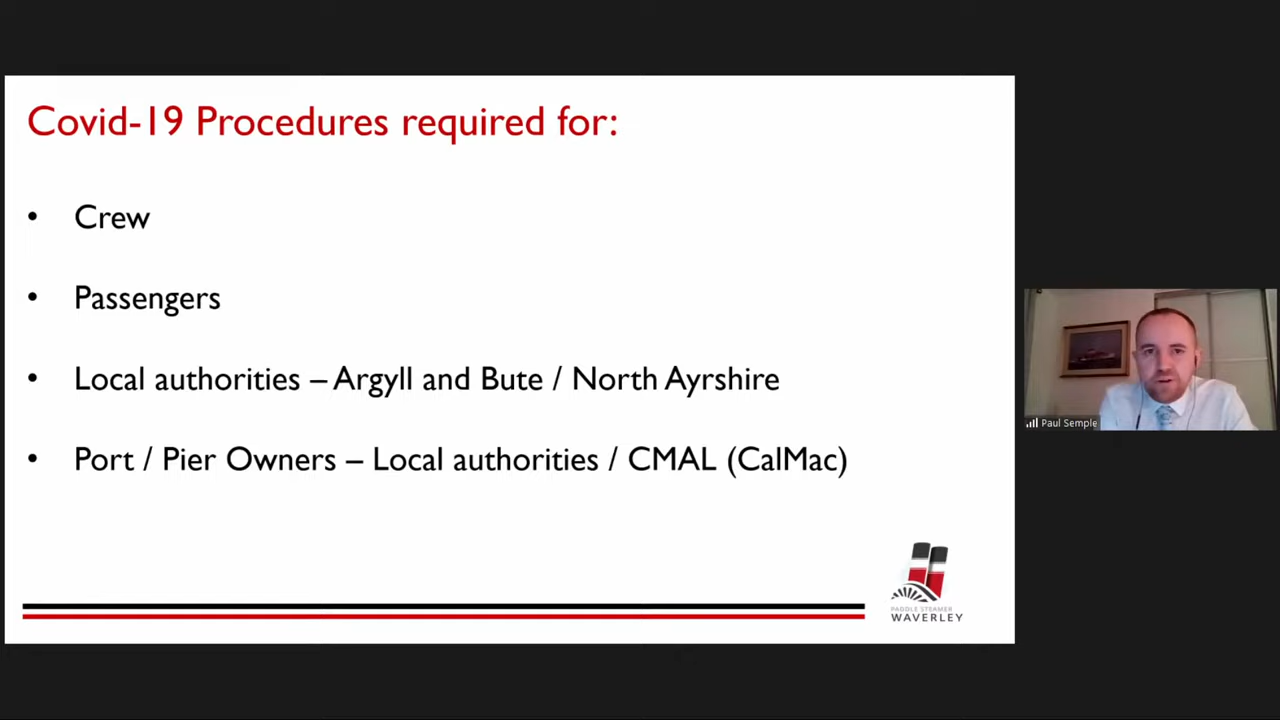 Covid-19 Procedures required for:
• Crew
• Passengers
• Local authorities – Argyll and Bute / North Ayrshire
• Port / Pier Owners – Local authorities / CMAL (CalMac)
PADDLE STEAMER
WAVERLEY
Paul Semple